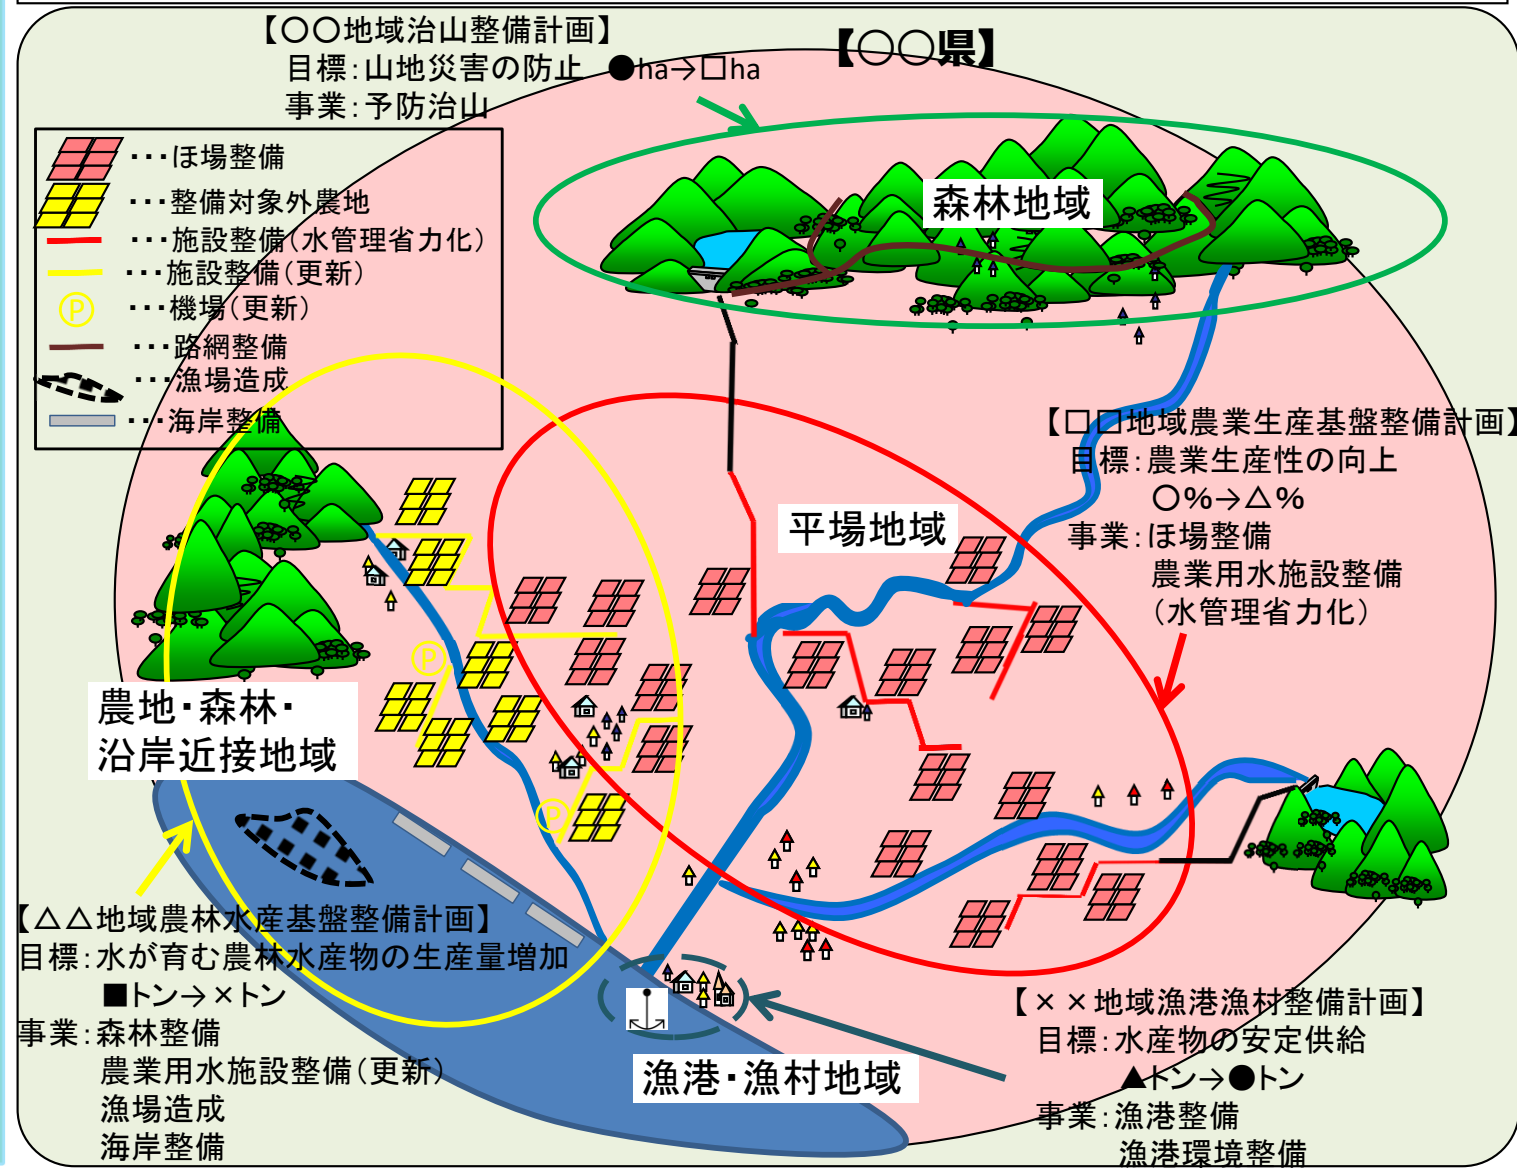 【〇〇地域治山整備計画】
目標：山地災害の防止　●ha→□ha
事業：予防治山
【〇〇県】
・・・ほ場整備
・・・整備対象外農地
・・・施設整備（水管理省力化）
・・・施設整備（更新）
Ⓟ ・・・機場（更新）
・・・路網整備
・・・漁場造成
・・・海岸整備
森林地域
【□□地域農業生産基盤整備計画】
目標：農業生産性の向上
〇％→△％
事業：ほ場整備
農業用水施設整備
（水管理省力化）
平場地域
Ⓟ
農地・森林・
沿岸近接地域
Ⓟ
【△△地域農林水産基盤整備計画】
目標：水が育む農林水産物の生産量増加
■トン→×トン
事業：森林整備
農業用水施設整備（更新）
漁場造成
海岸整備
漁港・漁村地域
【××地域漁港漁村整備計画】
目標：水産物の安定供給
▲トン→●トン
事業：漁港整備
漁港環境整備